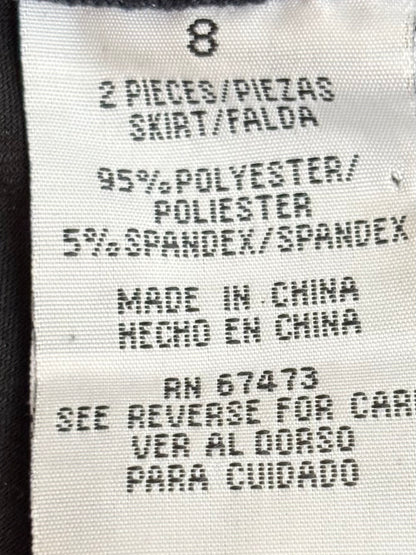 8
2 PIECES/PIEZAS
SKIRT/FALDA
95% POLYESTER/
POLIESTER
5% SPANDEX/SPANDEX
MADE IN CHINA
HECHO EN CHINA
RN 67473
SEE REVERSE FOR CAR
VER AL DORSO
PARA CUIDADO